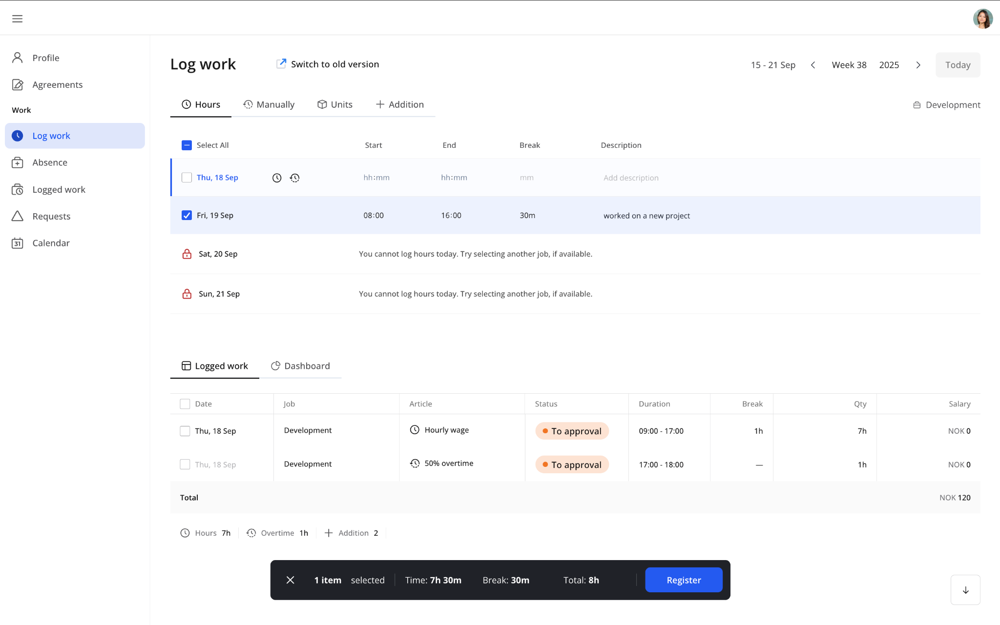 Profile
Agreements
Work
Log work
Absence
Logged work
Requests
31 Calendar
Log work Switch to old version 15 - 21 Sep Week 38 2025 Today
Hours Manually Units Addition Development
Select All Start End Break Description
Thu, 18 Sep hh:mm hh:mm mm Add description
Fri, 19 Sep 08:00 16:00 30m worked on a new project
Sat, 20 Sep You cannot log hours today. Try selecting another job, if available.
Sun, 21 Sep You cannot log hours today. Try selecting another job, if available.
Logged work Dashboard
Date Job Article Status Duration Break Qty Salary
Thu, 18 Sep Development Hourly wage To approval 09:00 - 17:00 1h 7h NOK 0
Thu, 18 Sep Development 50% overtime To approval 17:00 - 18:00 — 1h NOK 0
Total NOK 120
Hours 7h Overtime 1h Addition 2
1 item selected Time: 7h 30m Break: 30m Total: 8h Register